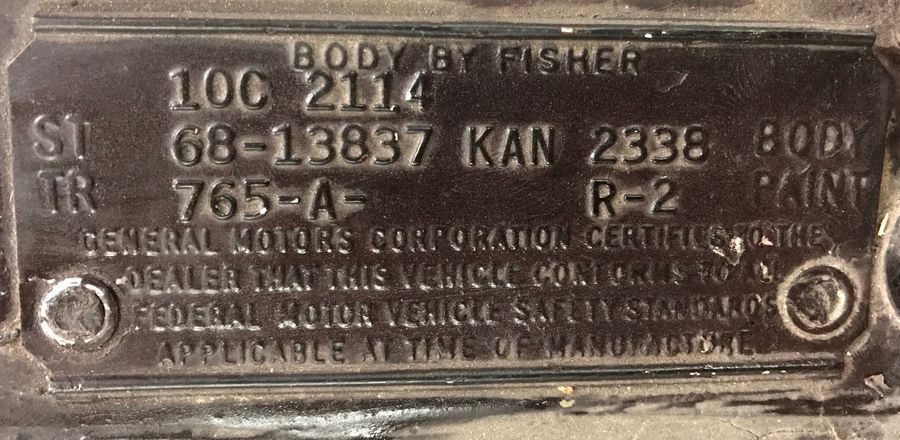 BODY BY FISHER
10C 2114
ST 68-13837 KAN 2338 BODY
TR 765-A- R-2 PAINT
GENERAL MOTORS CORPORATION CERTIFIES TO THE
DEALER THAT THIS VEHICLE CONFORMS TO ALL
FEDERAL MOTOR VEHICLE SAFETY STANDARDS
APPLICABLE AT TIME OF MANUFACTURE